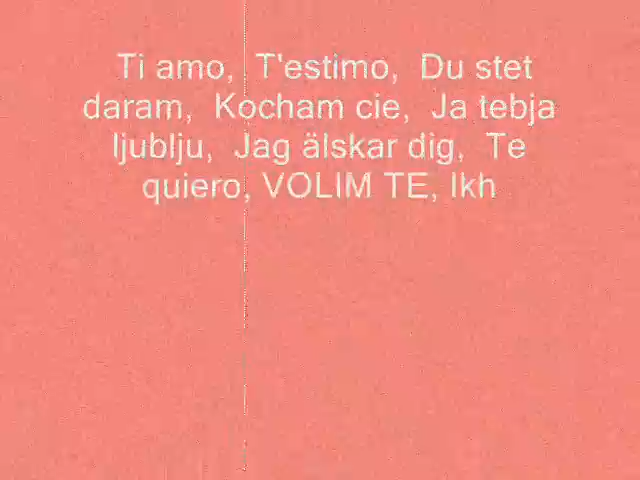 Ti amo, T'estimo, Du stet
daram, Kocham cie, Ja tebja
ljublju, Jag älskar dig, Te
quiero, VOLIM TE, Ikh